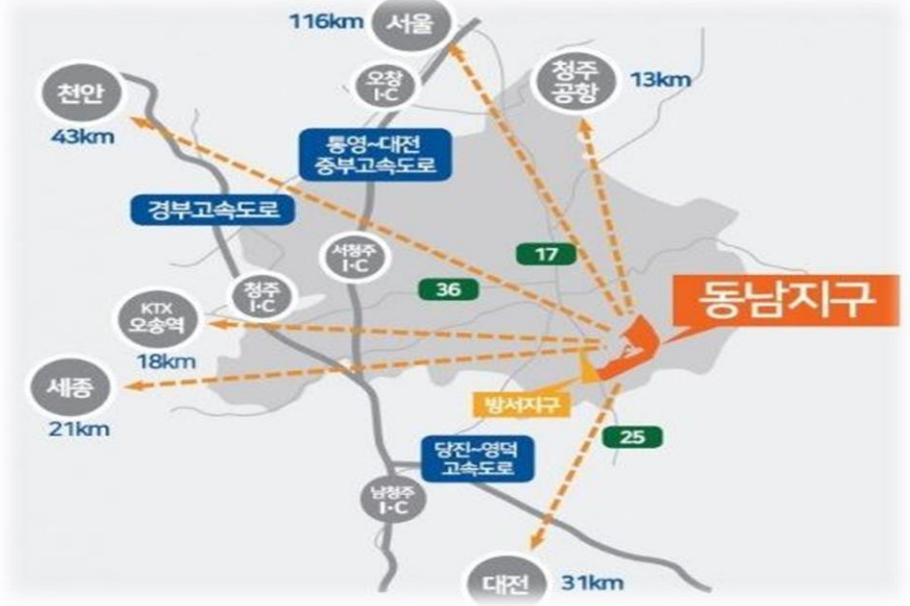 116km
서울
청주
공항
13km
오창
I·C
천안
43km
통영~대전
중부고속도로
경부고속도로
서청주
I·C
17
36
청주
I·C
동남지구
KTX
오송역
18km
세종
21km
방서지구
25
당진~영덕
고속도로
남청주
I·C
대전
31km